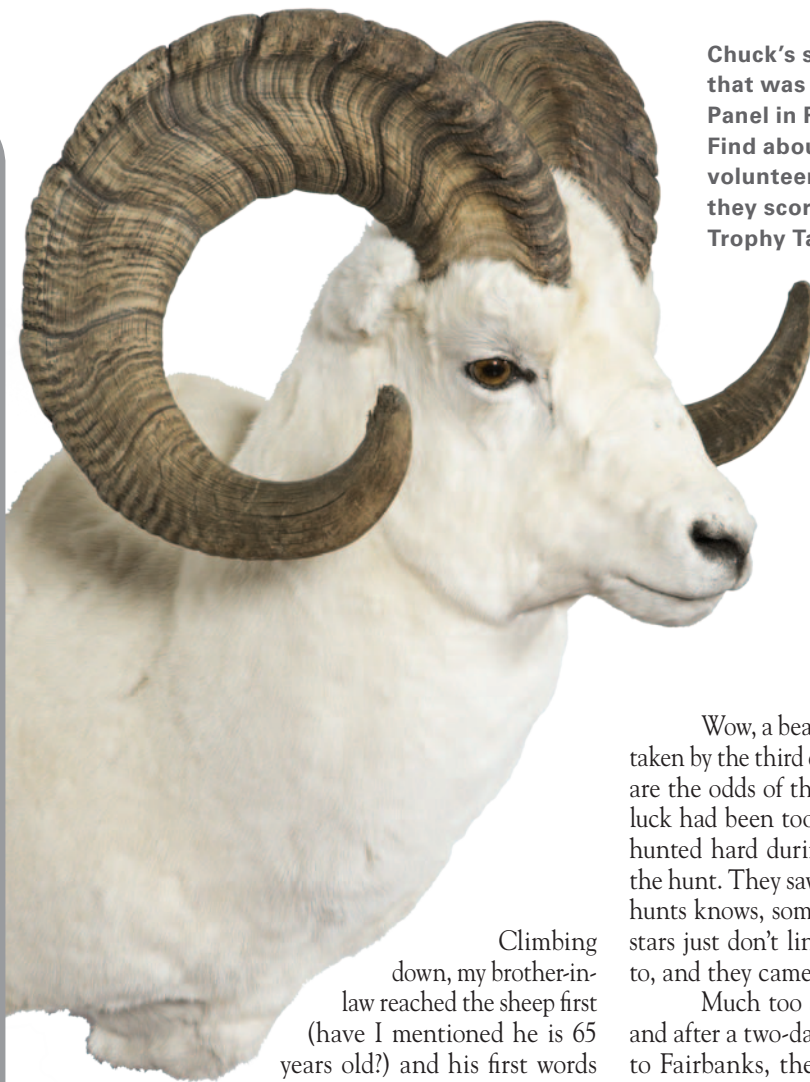 Chuck's s
that was
Panel in F
Find abou
volunteer
they scor
Trophy Ta
Climbing
down, my brother-in-
law reached the sheep first
(have I mentioned he is 65
years old?) and his first words
Wow, a bea
taken by the third
are the odds of th
luck had been too
hunted hard duri
the hunt. They saw
hunts knows, som
stars just don't lin
to, and they came
Much too
and after a two-da
to Fairbanks, the